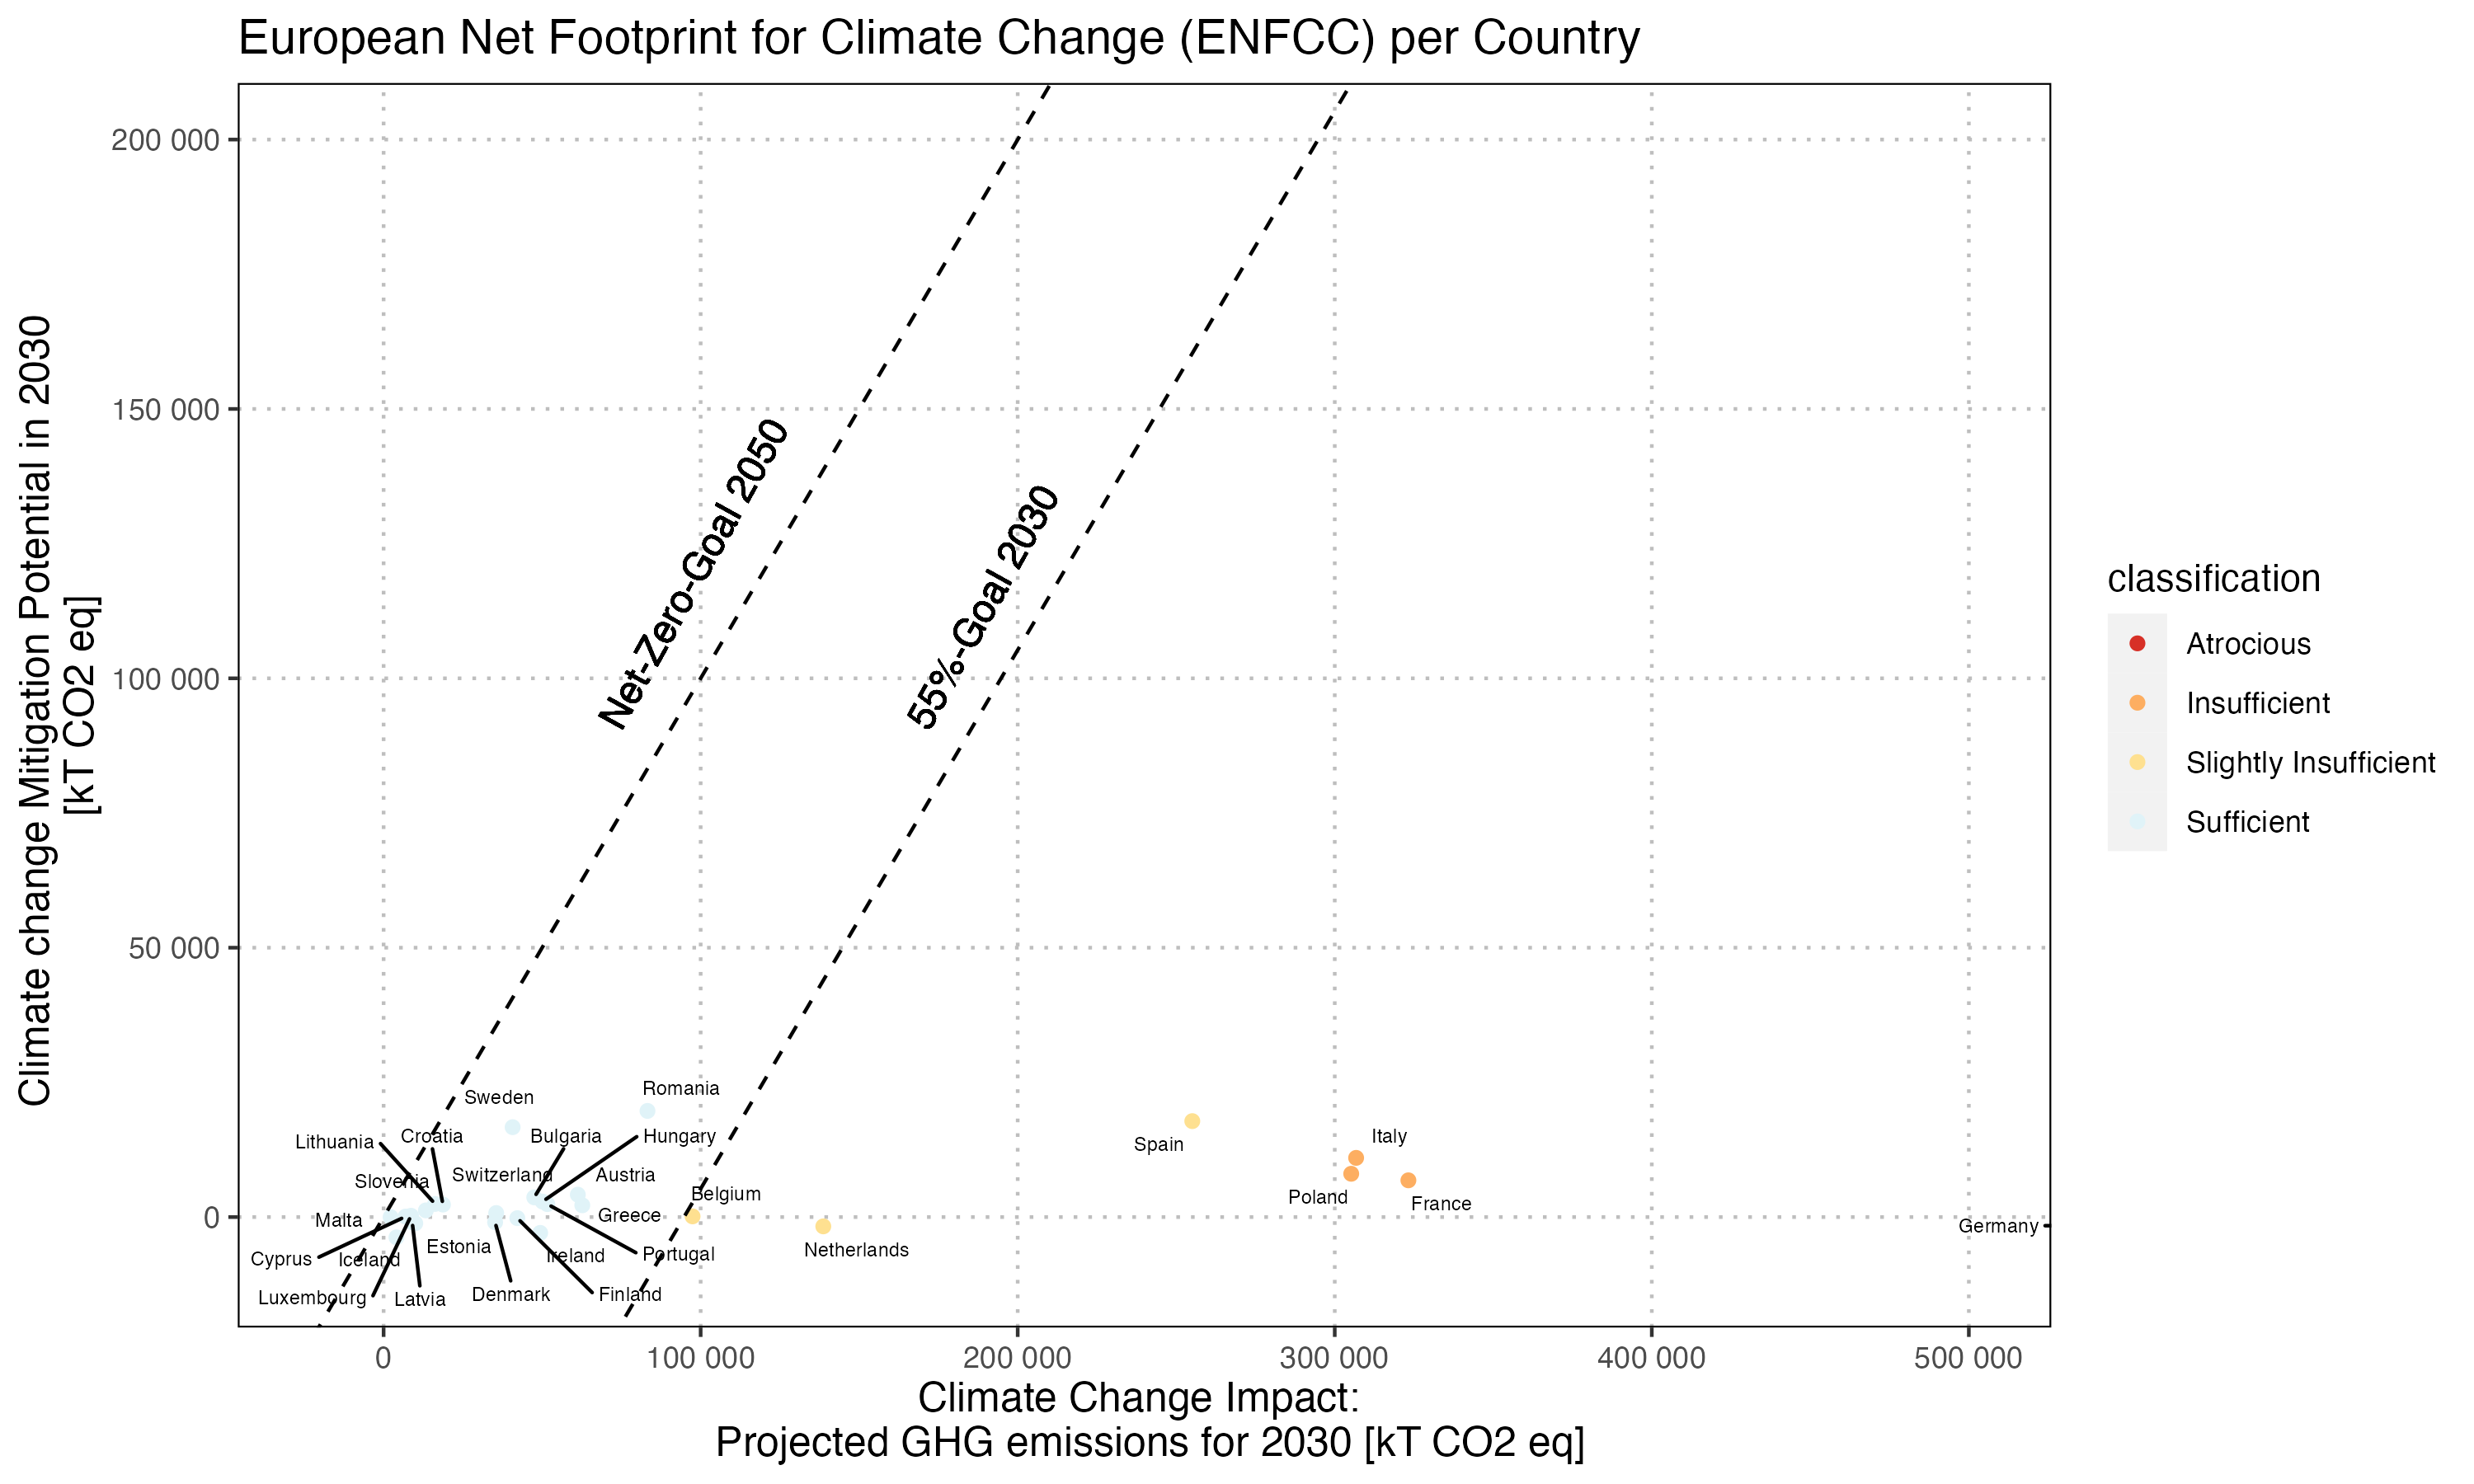 European Net Footprint for Climate Change (ENFCC) per Country
Climate change Mitigation Potential in 2030
[kT CO2 eq]
200 000
150 000
100 000
50 000
0
Net-Zero-Goal 2050
55%-Goal 2030
Romania
Sweden
Lithuania
Croatia
Bulgaria
Hungary
Spain
Italy
Slovenia
Switzerland
Austria
Belgium
Poland
France
Malta
Greece
Germany
Cyprus
Iceland
Estonia
Ireland
Portugal
Netherlands
Luxembourg
Latvia
Denmark
Finland
0
100 000
200 000
300 000
400 000
500 000
Climate Change Impact:
Projected GHG emissions for 2030 [kT CO2 eq]
classification
Atrocious
Insufficient
Slightly Insufficient
Sufficient